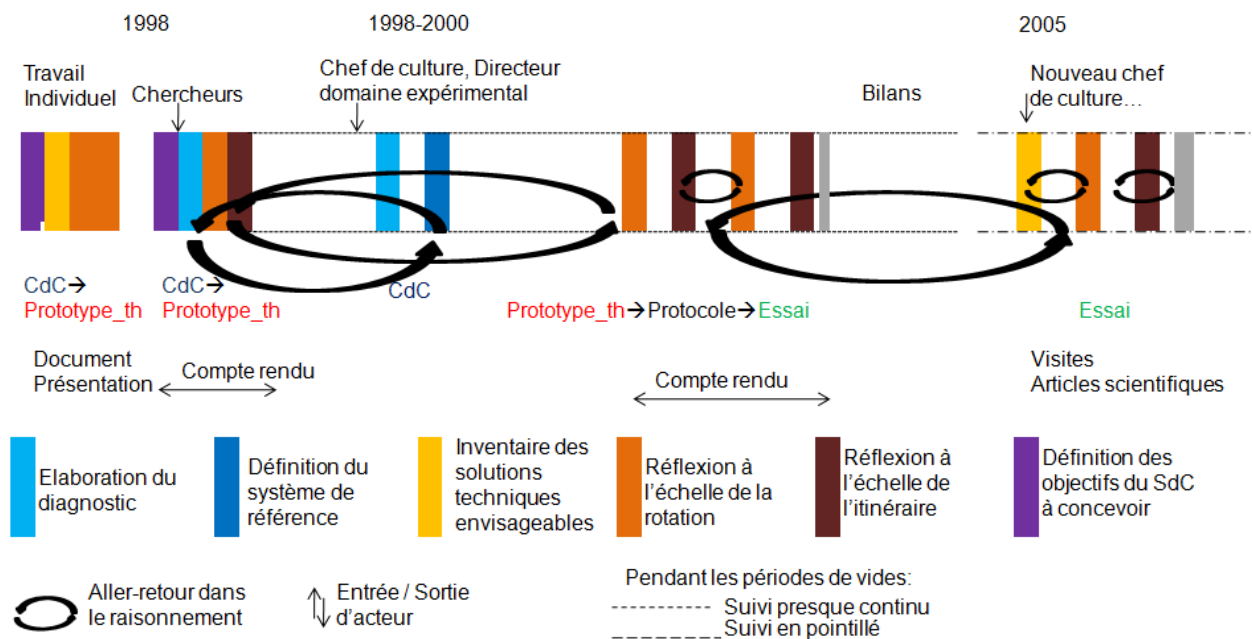 1998
1998-2000
2005
Travail
Individuel
Chercheurs
Chef de culture, Directeur
domaine expérimental
Bilans
Nouveau chef
de culture…
CdC→
Prototype_th
CdC→
Prototype_th
CdC
Prototype_th→Protocole→Essai
Essai
Document
Présentation
Compte rendu
Compte rendu
Visites
Articles scientifiques
Elaboration du
diagnostic
Définition du
système de
référence
Inventaire des
solutions
techniques
envisageables
Réflexion à
l'échelle de la
rotation
Réflexion à
l'échelle de
l'itinéraire
Définition des
objectifs du SdC
à concevoir
Aller-retour dans
le raisonnement
Entrée / Sortie
d'acteur
Pendant les périodes de vides:
Suivi presque continu
Suivi en pointillé